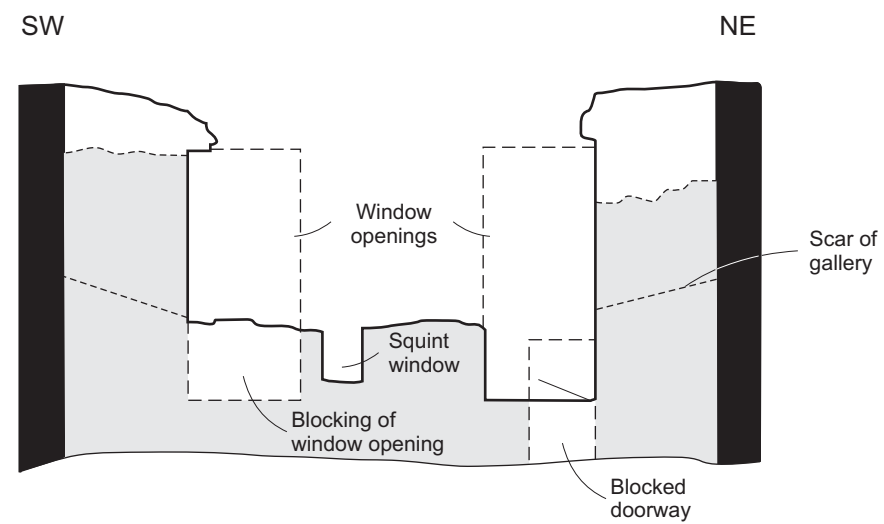 SW
NE
Window
openings
Scar of
gallery
Squint
window
Blocking of
window opening
Blocked
doorway